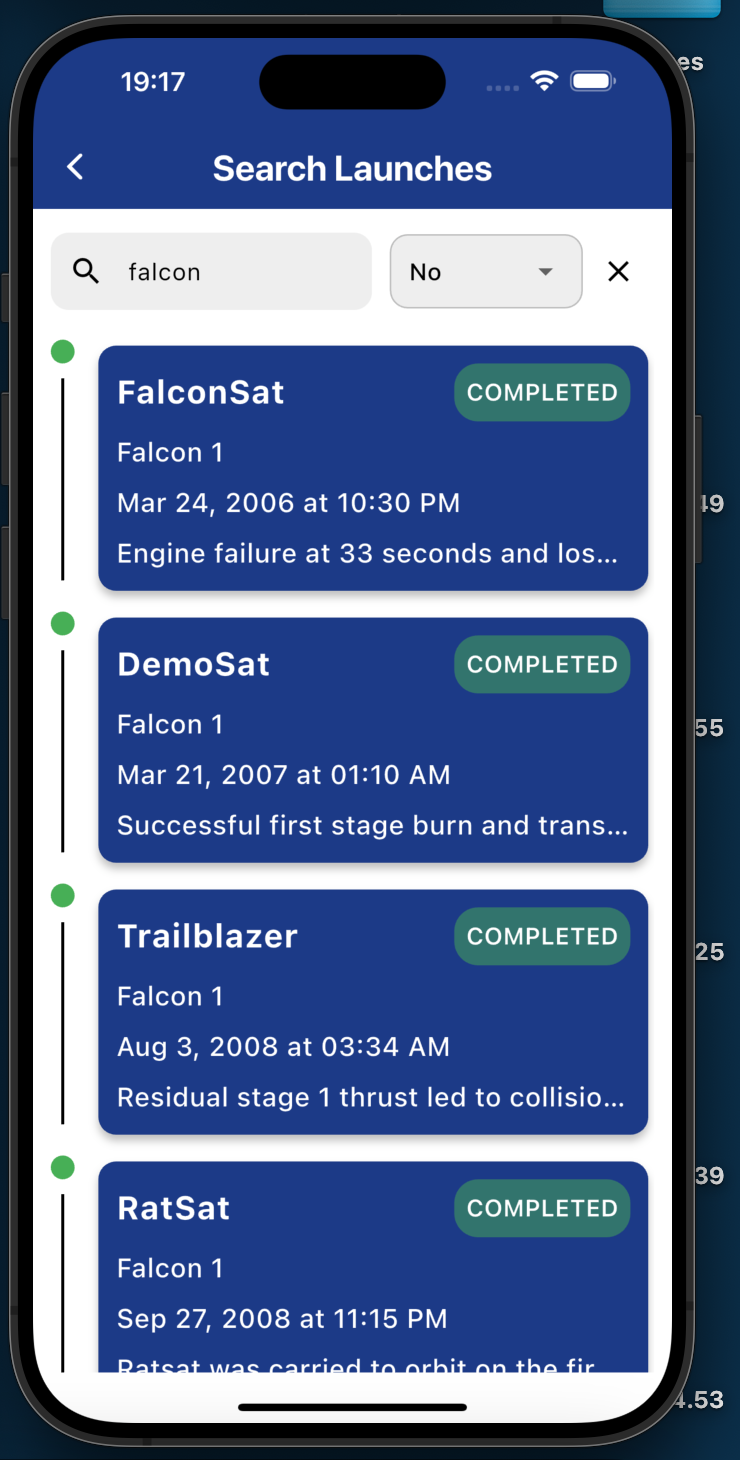 es
19:17
Search Launches
falcon
No
FalconSat
COMPLETED
Falcon 1
Mar 24, 2006 at 10:30 PM
Engine failure at 33 seconds and los...
49
DemoSat
COMPLETED
Falcon 1
55
Mar 21, 2007 at 01:10 AM
Successful first stage burn and trans...
Trailblazer
COMPLETED
25
Falcon 1
Aug 3, 2008 at 03:34 AM
Residual stage 1 thrust led to collisio...
39
RatSat
COMPLETED
Falcon 1
Sep 27, 2008 at 11:15 PM
Ratsat was carried to orbit on the fir
4.53